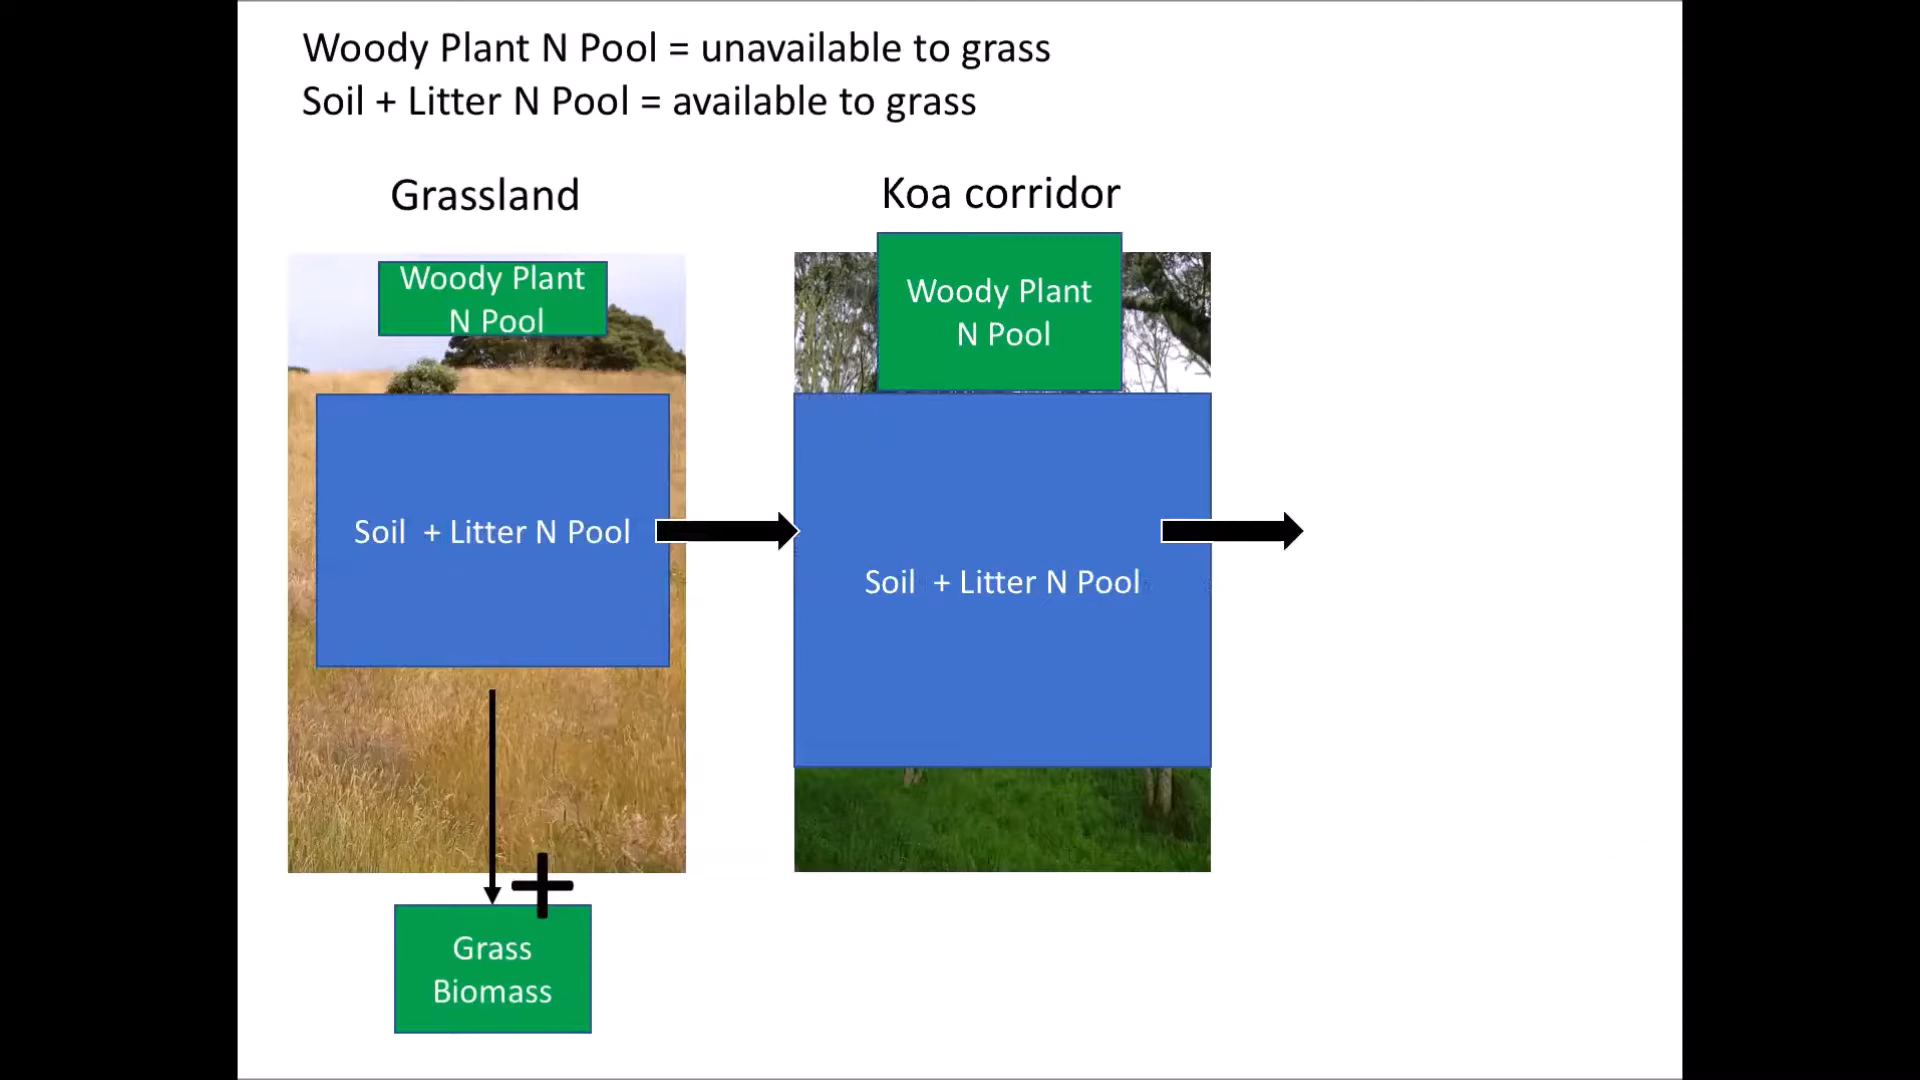 Woody Plant N Pool = unavailable to grass
Soil + Litter N Pool = available to grass
Grassland
Koa corridor
Woody Plant
N Pool
Woody Plant
N Pool
Soil + Litter N Pool
Soil + Litter N Pool
Grass
Biomass